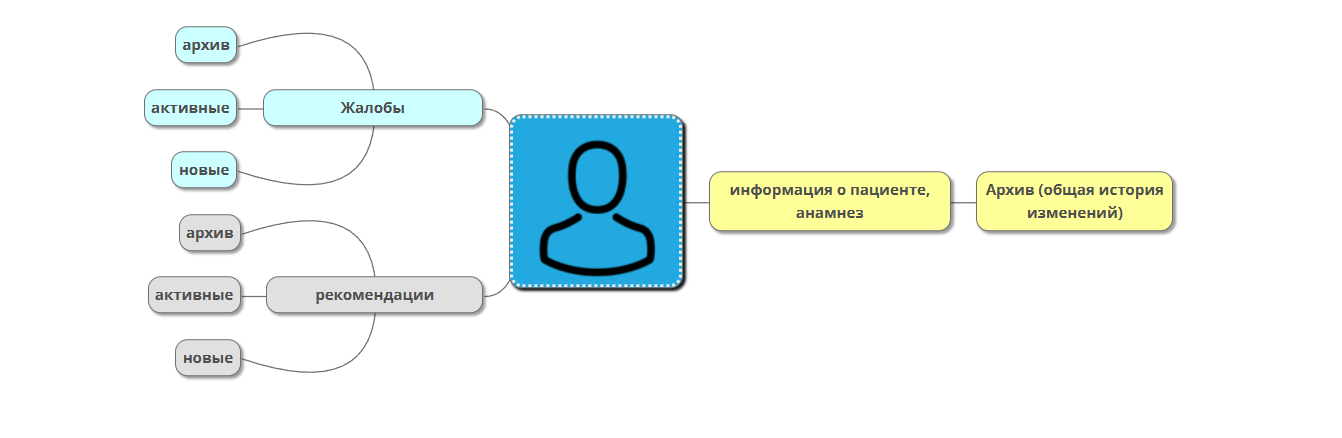 архив
активные
Жалобы
новые
архив
активные
рекомендации
новые
информация о пациенте,
анамнез
Архив (общая история
изменений)